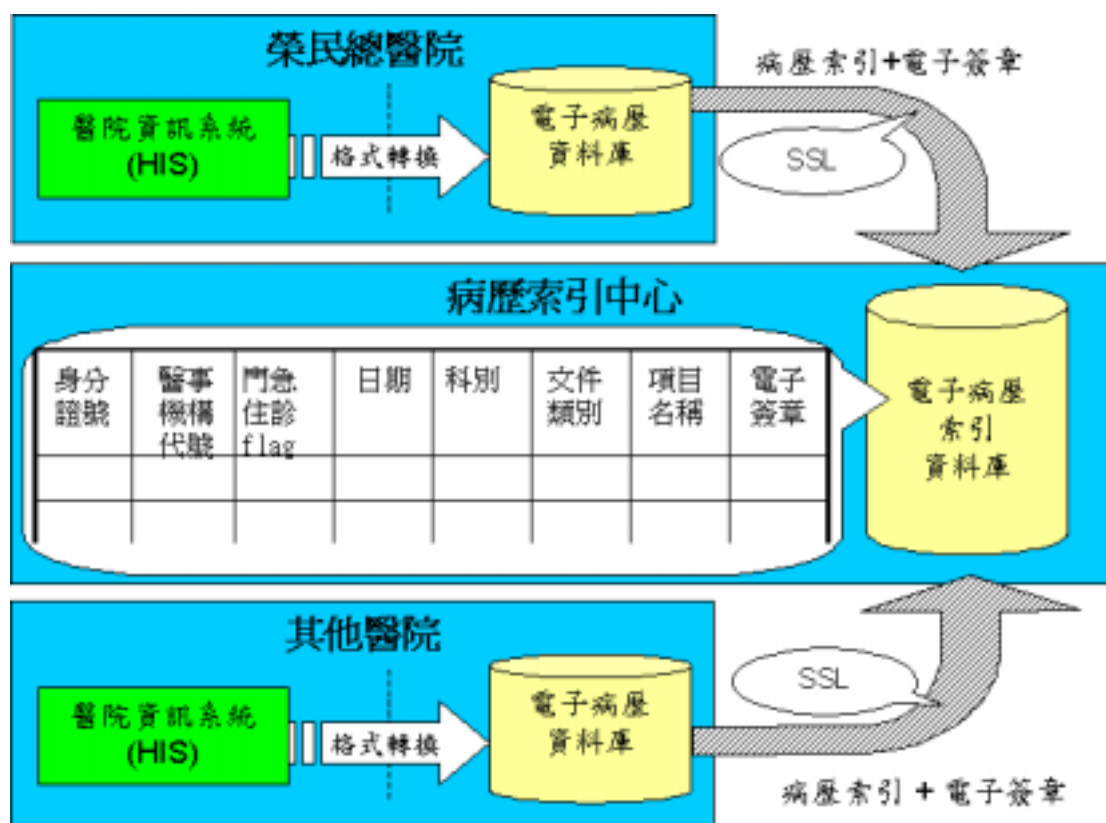 榮民總醫院
病歷索引+電子簽章
醫院資訊系統
(HIS)
格式轉換
電子病歷
資料庫
SSL
病歷索引中心
身分
證號
醫事
機構
代號
門急
住診
flag
日期
科別
文件
類別
項目
名稱
電子
簽章
電子病歷
索引
資料庫
其他醫院
醫院資訊系統
(HIS)
格式轉換
電子病歷
資料庫
SSL
病歷索引 + 電子簽章